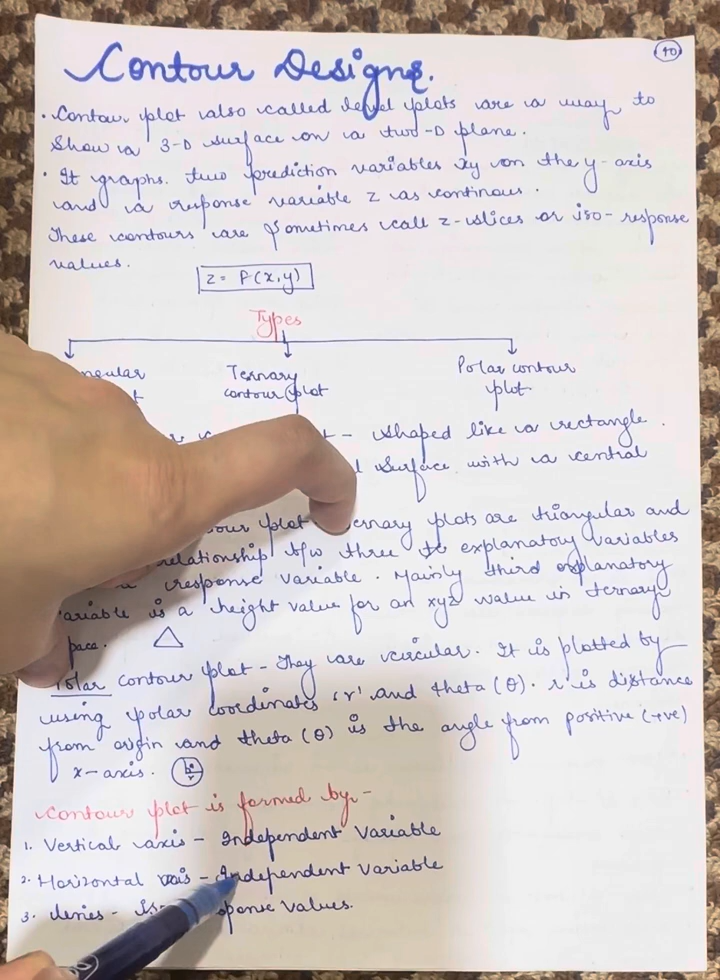 Contour Designs.
40
• Contour plot also called level plots are a way to
show a 3-D surface on a two-D plane.
• It graphs two prediction variables xy on the y-axis
and a response variable z as continous.
These contours are sometimes call z-slices or iso-response
values.
z = F(x,y)
Types
ngular
Ternary contour plot
Polar contour plot
t - shaped like a rectangle.
surface with a central
our plot - Ternary plots are triangular and
relationship b/w three explanatory variables
response variable. Mainly third explanatory
variable is a height value for an xyz value in ternary
pace.
Polar contour plot - They are circular. It is plotted by
using polar coordinates 'r' and theta (θ). r is distance
from origin and theta (θ) is the angle from positive (+ve)
x-axis.
Contour plot is formed by:-
1. Vertical axis - Independent Variable
2. Horizontal axis - Independent Variable
3. - ponse values.